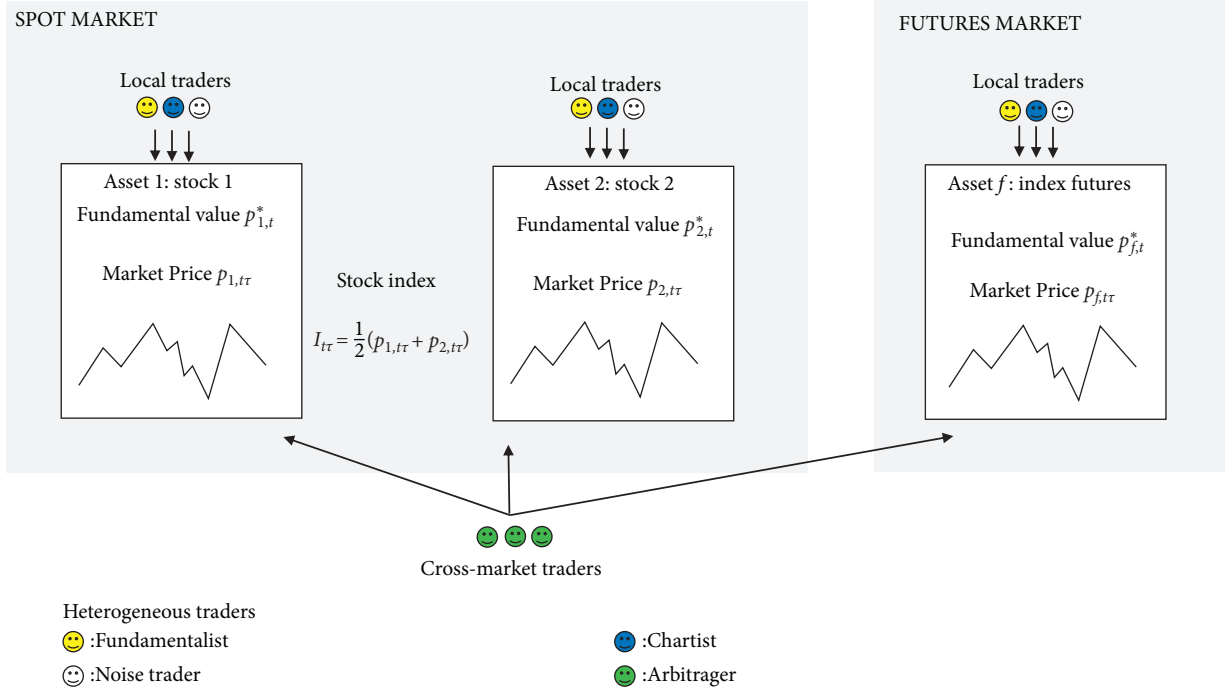 SPOT MARKET
Local traders
Asset 1: stock 1
Fundamental value p*1,t
Market Price p1,tτ
Stock index
Itτ = 1/2 (p1,tτ + p2,tτ)
Local traders
Asset 2: stock 2
Fundamental value p*2,t
Market Price p2,tτ
FUTURES MARKET
Local traders
Asset f : index futures
Fundamental value p*f,t
Market Price pf,tτ
Cross-market traders
Heterogeneous traders
:Fundamentalist
:Chartist
:Noise trader
:Arbitrager